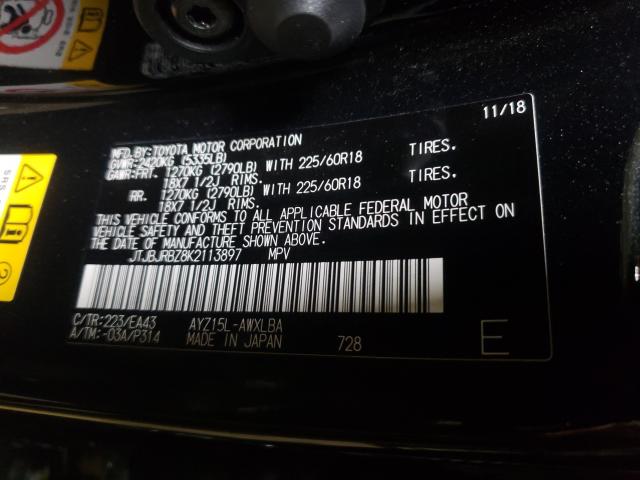 11/18
MFD.BY:TOYOTA MOTOR CORPORATION
GVWR:2420KG (5335LB)
GAWR:FRT. 1270KG (2790LB) WITH 225/60R18 TIRES.
18X7 1/2J RIMS.
RR. 1270KG (2790LB) WITH 225/60R18 TIRES.
18X7 1/2J RIMS.
THIS VEHICLE CONFORMS TO ALL APPLICABLE FEDERAL MOTOR
VEHICLE SAFETY AND THEFT PREVENTION STANDARDS IN EFFECT ON
THE DATE OF MANUFACTURE SHOWN ABOVE.
JTJBJRBZ8K2113897 MPV
C/TR:223/EA43 AYZ15L-AWXLBA
A/TM:-03A/P314 MADE IN JAPAN 728 E
SRS
2